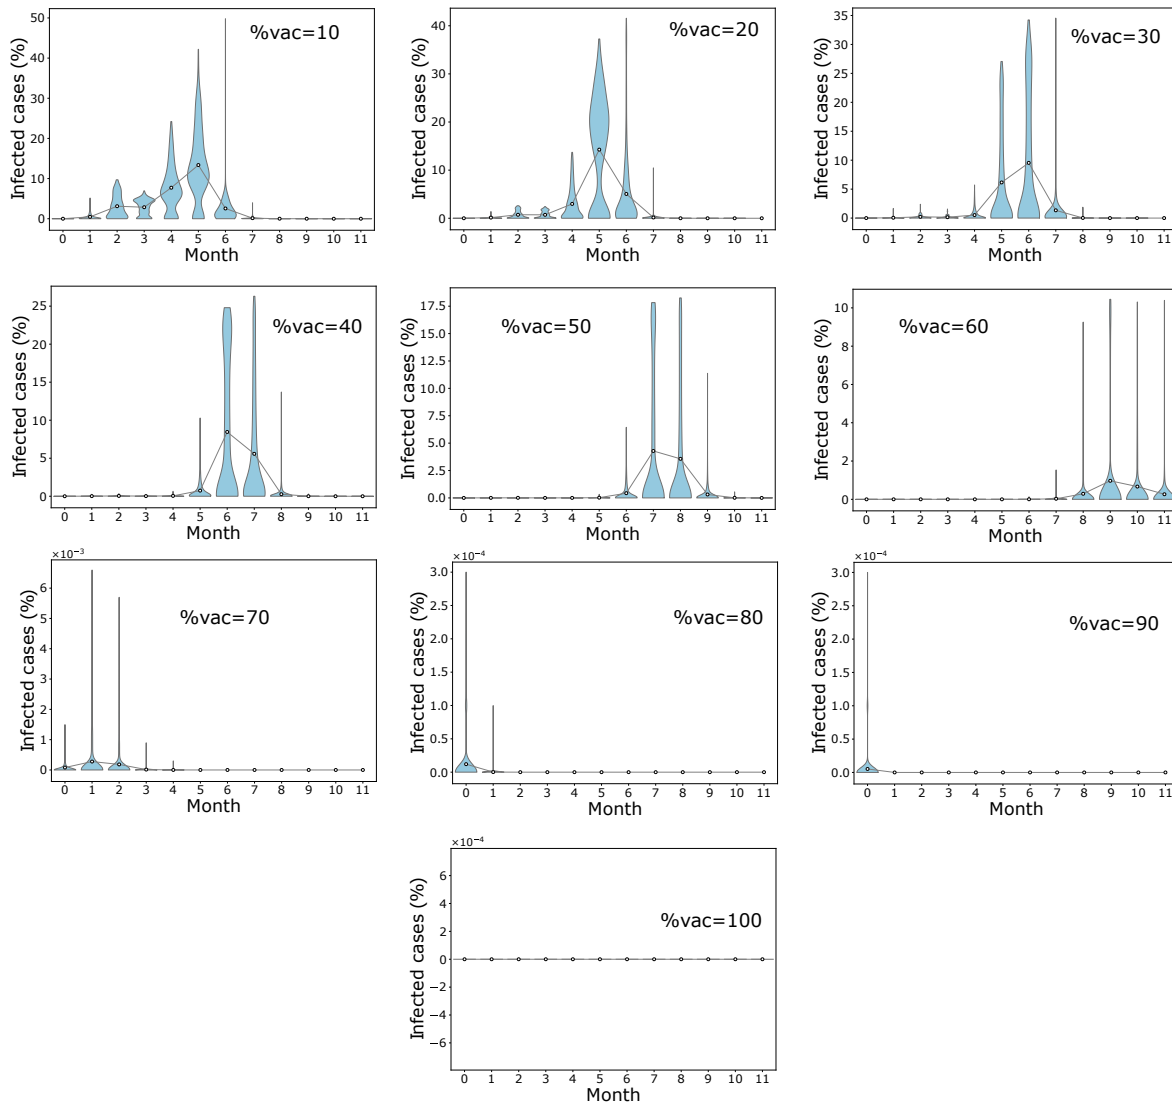 %vac=10
Infected cases (%)
50
40
30
20
10
0
0 1 2 3 4 5 6 7 8 9 10 11
Month
%vac=20
Infected cases (%)
40
30
20
10
0
0 1 2 3 4 5 6 7 8 9 10 11
Month
%vac=30
Infected cases (%)
35
30
25
20
15
10
5
0
0 1 2 3 4 5 6 7 8 9 10 11
Month
%vac=40
Infected cases (%)
25
20
15
10
5
0
0 1 2 3 4 5 6 7 8 9 10 11
Month
%vac=50
Infected cases (%)
17.5
15.0
12.5
10.0
7.5
5.0
2.5
0.0
0 1 2 3 4 5 6 7 8 9 10 11
Month
%vac=60
Infected cases (%)
10
8
6
4
2
0
0 1 2 3 4 5 6 7 8 9 10 11
Month
×10⁻³
%vac=70
Infected cases (%)
6
5
4
3
2
1
0
0 1 2 3 4 5 6 7 8 9 10 11
Month
×10⁻⁴
%vac=80
Infected cases (%)
3.0
2.5
2.0
1.5
1.0
0.5
0.0
0 1 2 3 4 5 6 7 8 9 10 11
Month
×10⁻⁴
%vac=90
Infected cases (%)
3.0
2.5
2.0
1.5
1.0
0.5
0.0
0 1 2 3 4 5 6 7 8 9 10 11
Month
×10⁻⁴
%vac=100
Infected cases (%)
6
4
2
0
−2
−4
−6
0 1 2 3 4 5 6 7 8 9 10 11
Month